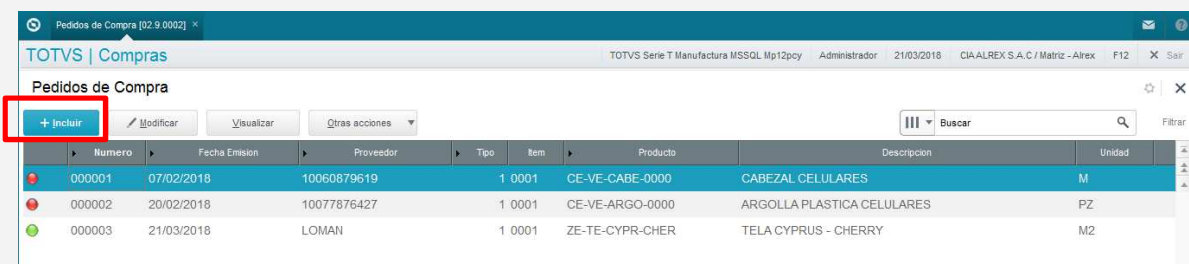 Pedidos de Compra [02.9.0002] ×
TOTVS | Compras TOTVS Serie T Manufactura MSSQL Mp12pcy Administrador 21/03/2018 CIA ALREX S.A.C / Matriz - Alrex F12 × Sair
Pedidos de Compra
+ Incluir Modificar Visualizar Otras acciones Buscar Filtrar
Numero Fecha Emision Proveedor Tipo Item Producto Descripcion Unidad
000001 07/02/2018 10060879619 1 0001 CE-VE-CABE-0000 CABEZAL CELULARES M
000002 20/02/2018 10077876427 1 0001 CE-VE-ARGO-0000 ARGOLLA PLASTICA CELULARES PZ
000003 21/03/2018 LOMAN 1 0001 ZE-TE-CYPR-CHER TELA CYPRUS - CHERRY M2